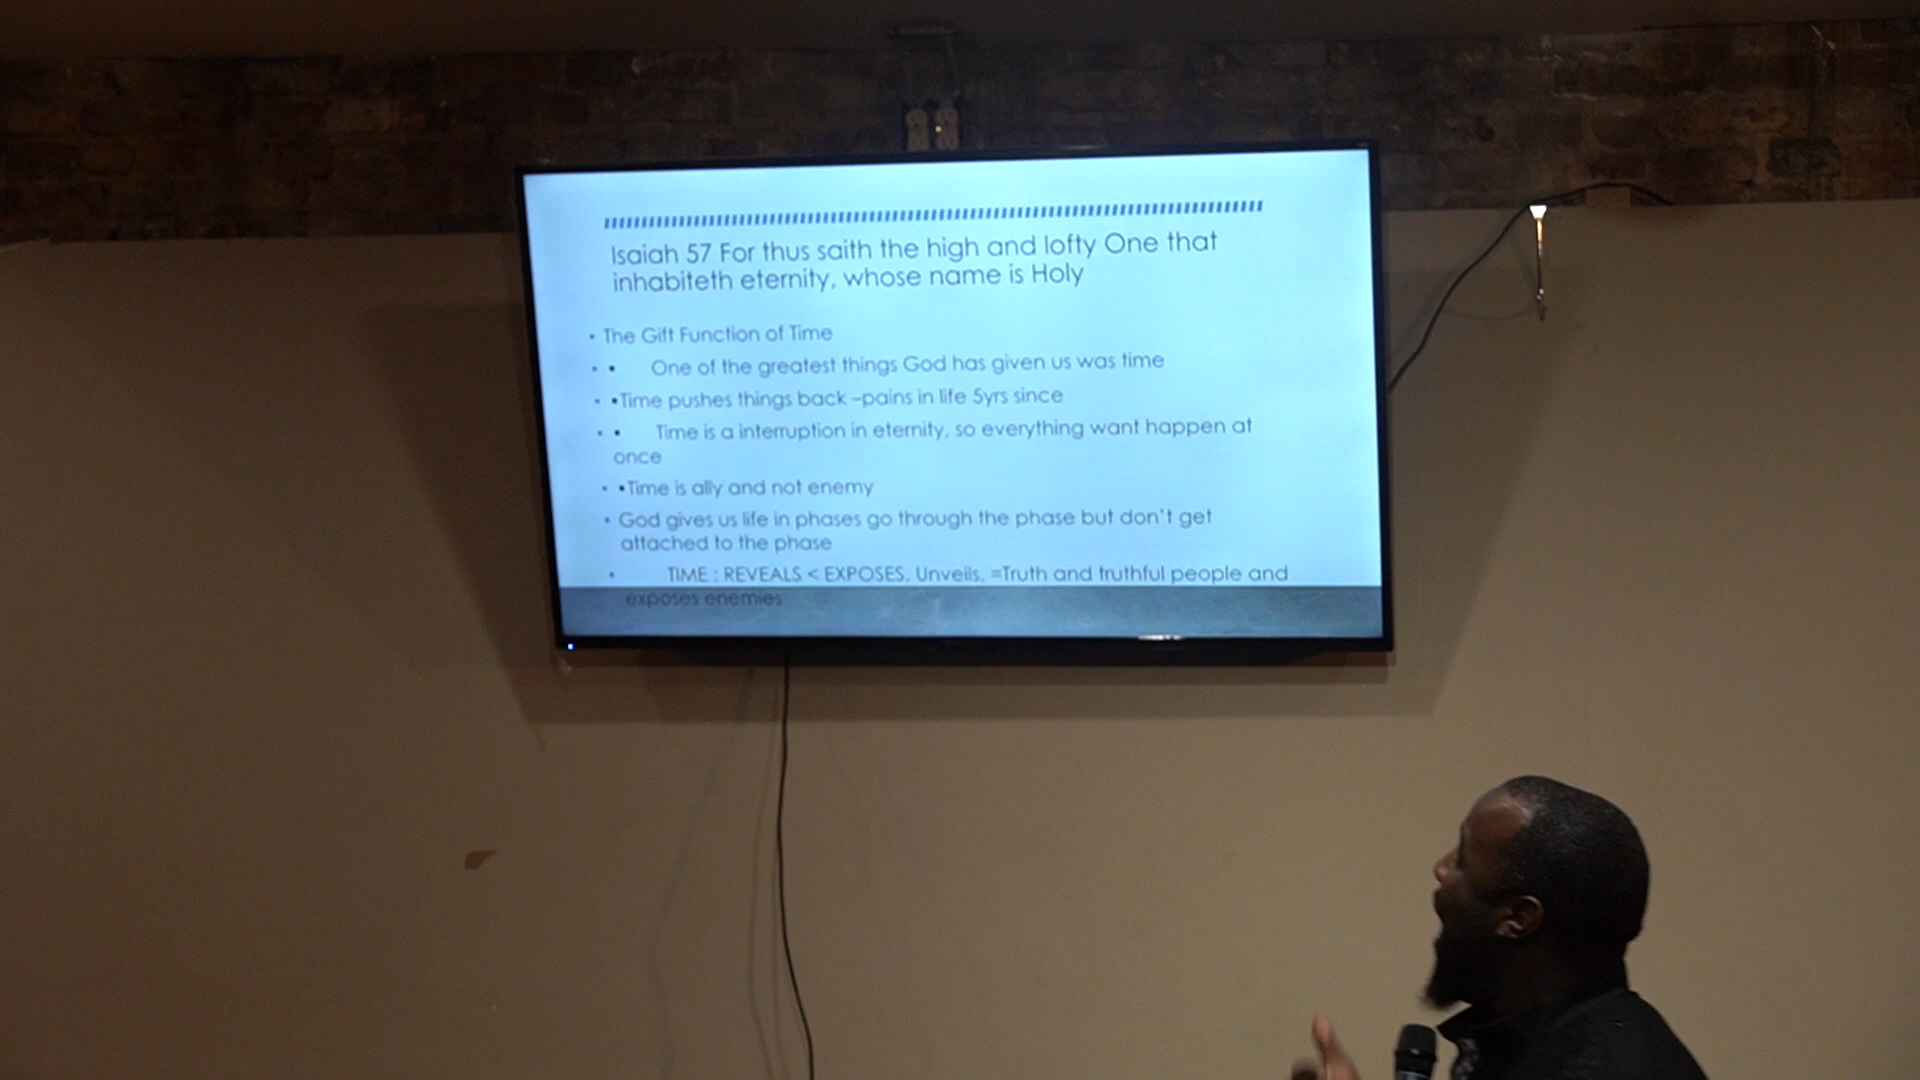 Isaiah 57 For thus saith the high and lofty One that
inhabiteth eternity, whose name is Holy
• The Gift Function of Time
• • One of the greatest things God has given us was time
• •Time pushes things back –pains in life 5yrs since
• • Time is a interruption in eternity, so everything want happen at
once
• •Time is ally and not enemy
• God gives us life in phases go through the phase but don't get
attached to the phase
• TIME : REVEALS < EXPOSES, Unveils, =Truth and truthful people and
exposes enemies